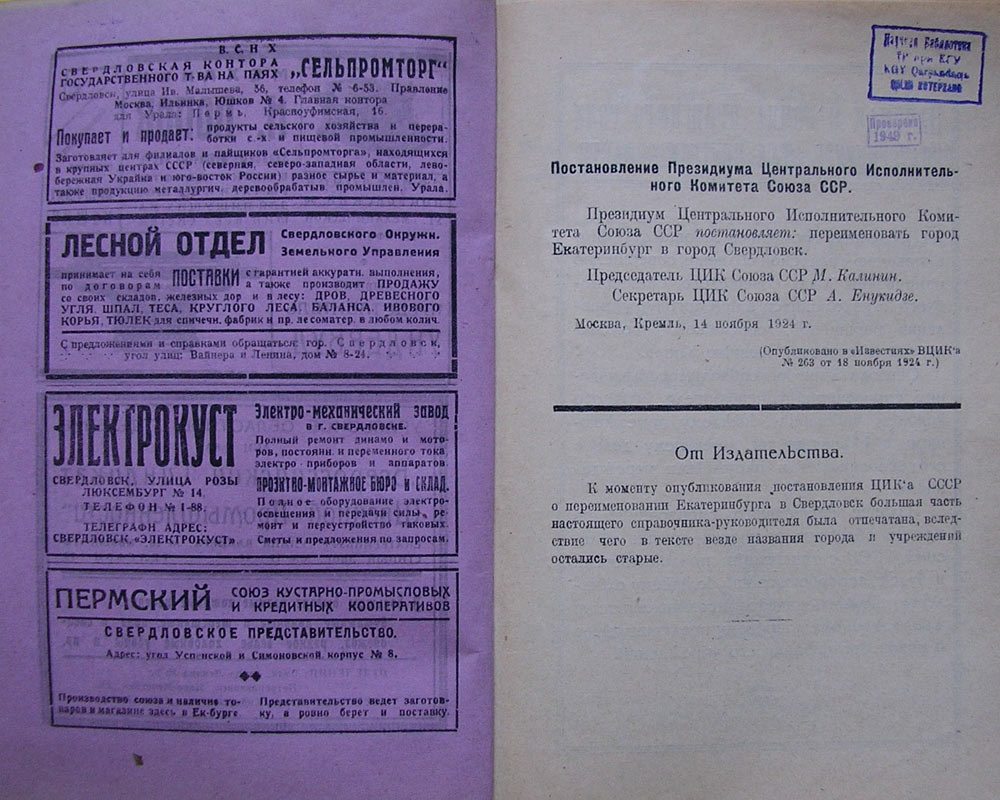 В. С. Н Х
СВЕРДЛОВСКАЯ КОНТОРА
ГОСУДАРСТВЕННОГО Т-ВА НА ПАЯХ „СЕЛЬПРОМТОРГ“
Свердловск, улица Ив. Малышева, 36, телефон № 6-53. Правление
Москва, Ильинка, Юшков № 4. Главная контора
для Урала: Пермь, Красноуфимская, 16.
Покупает и продает: продукты сельского хозяйства и перера-
ботки с-х и пищевой промышленности.
Заготовляет для филиалов и пайщиков «Сельпромторга», находящихся
в крупных центрах СССР (северная, северо-западная области, лево-
бережная Украйна и юго-восток России) разное сырье и материал, а
также продукцию металлургич, деревообрабатыв промышлен, Урала.
ЛЕСНОЙ ОТДЕЛ Свердловского Окружн.
Земельного Управления
принимает на себя ПОСТАВКИ с гарантией аккуратн. выполнения,
по договорам а также производит ПРОДАЖУ
со своих складов, железных дор и в лесу: ДРОВ, ДРЕВЕСНОГО
УГЛЯ, ШПАЛ, ТЕСА, КРУГЛОГО ЛЕСА, БАЛАНСА, ИВОВОГО
КОРЬЯ, ТЮЛЕК для спичечн. фабрик и пр. лесоматер. в любом колич.
С предложениями и справками обращаться: гор. Свердловск,
угол улиц: Вайнера и Ленина, дом № 8-24.
ЭЛЕКТРОКУСТ
СВЕРДЛОВСК, УЛИЦА РОЗЫ
ЛЮКСЕМБУРГ № 14.
ТЕЛЕФОН № 1-88.
ТЕЛЕГРАФН АДРЕС:
СВЕРДЛОВСК, «ЭЛЕКТРОКУСТ»
Электро-механический завод
В Г. СВЕРДЛОВСКЕ.
Полный ремонт динамо и мото-
ров, постоянн. и переменного тока,
электро приборов и аппаратов.
ПРОЭКТНО-МОНТАЖНОЕ БЮРО И СКЛАД.
Полное оборудование электро-
освещения и передачи силы, ре-
монт и переустройство таковых.
Сметы и предложения по запросам.
ПЕРМСКИЙ СОЮЗ КУСТАРНО-ПРОМЫСЛОВЫХ
И КРЕДИТНЫХ КООПЕРАТИВОВ
СВЕРДЛОВСКОЕ ПРЕДСТАВИТЕЛЬСТВО.
Адрес: угол Успенской и Симоновской, корпус № 8.
Производство союза и наличие то-
варов в магазине здесь в Ек-бурге
Представительство ведет заготов-
ку, а ровно берет и поставку.
Научная Библиотека
при
Проверено
1949 г.
Постановление Президиума Центрального Исполнитель-
ного Комитета Союза ССР.
Президиум Центрального Исполнительного Коми-
тета Союза ССР постановляет: переименовать город
Екатеринбург в город Свердловск.
Председатель ЦИК Союза ССР М. Калинин.
Секретарь ЦИК Союза ССР А. Енукидзе.
Москва, Кремль, 14 ноября 1924 г.
(Опубликовано в «Известиях» ВЦИК'а
№ 263 от 18 ноября 1924 г.)
От Издательства.
К моменту опубликования постановления ЦИК'а СССР
о переименовании Екатеринбурга в Свердловск большая часть
настоящего справочника-руководителя была отпечатана, вслед-
ствие чего в тексте везде названия города и учреждений
остались старые.